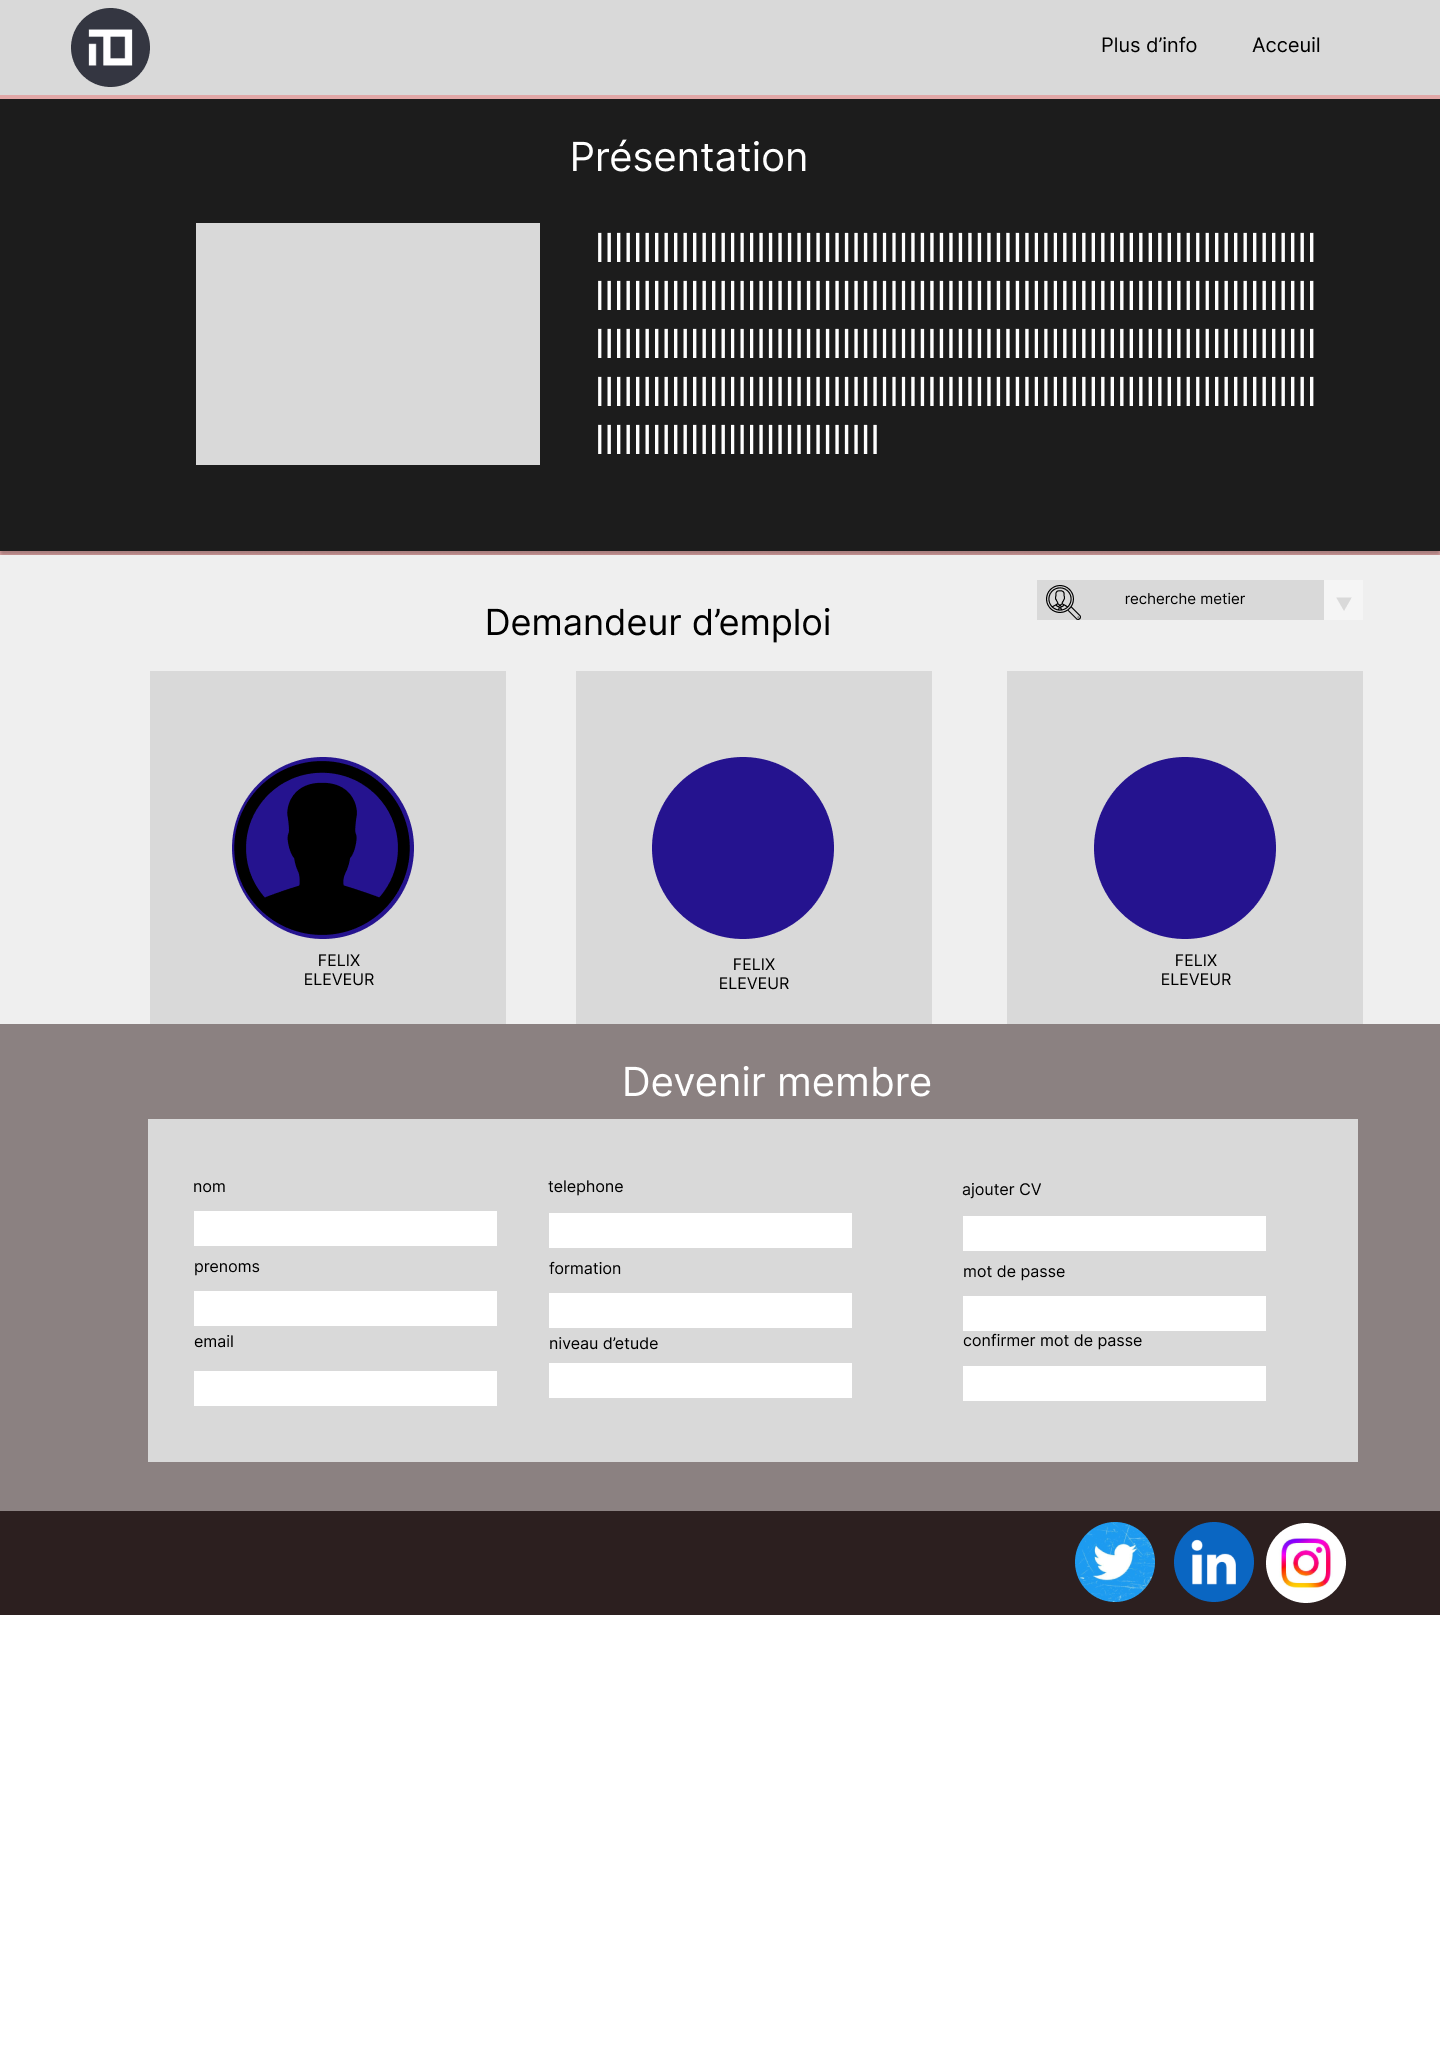 Plus d’info Acceuil
Présentation
Demandeur d’emploi
recherche metier
FELIX
ELEVEUR
FELIX
ELEVEUR
FELIX
ELEVEUR
Devenir membre
nom
telephone
ajouter CV
prenoms
formation
mot de passe
email
niveau d’etude
confirmer mot de passe
in